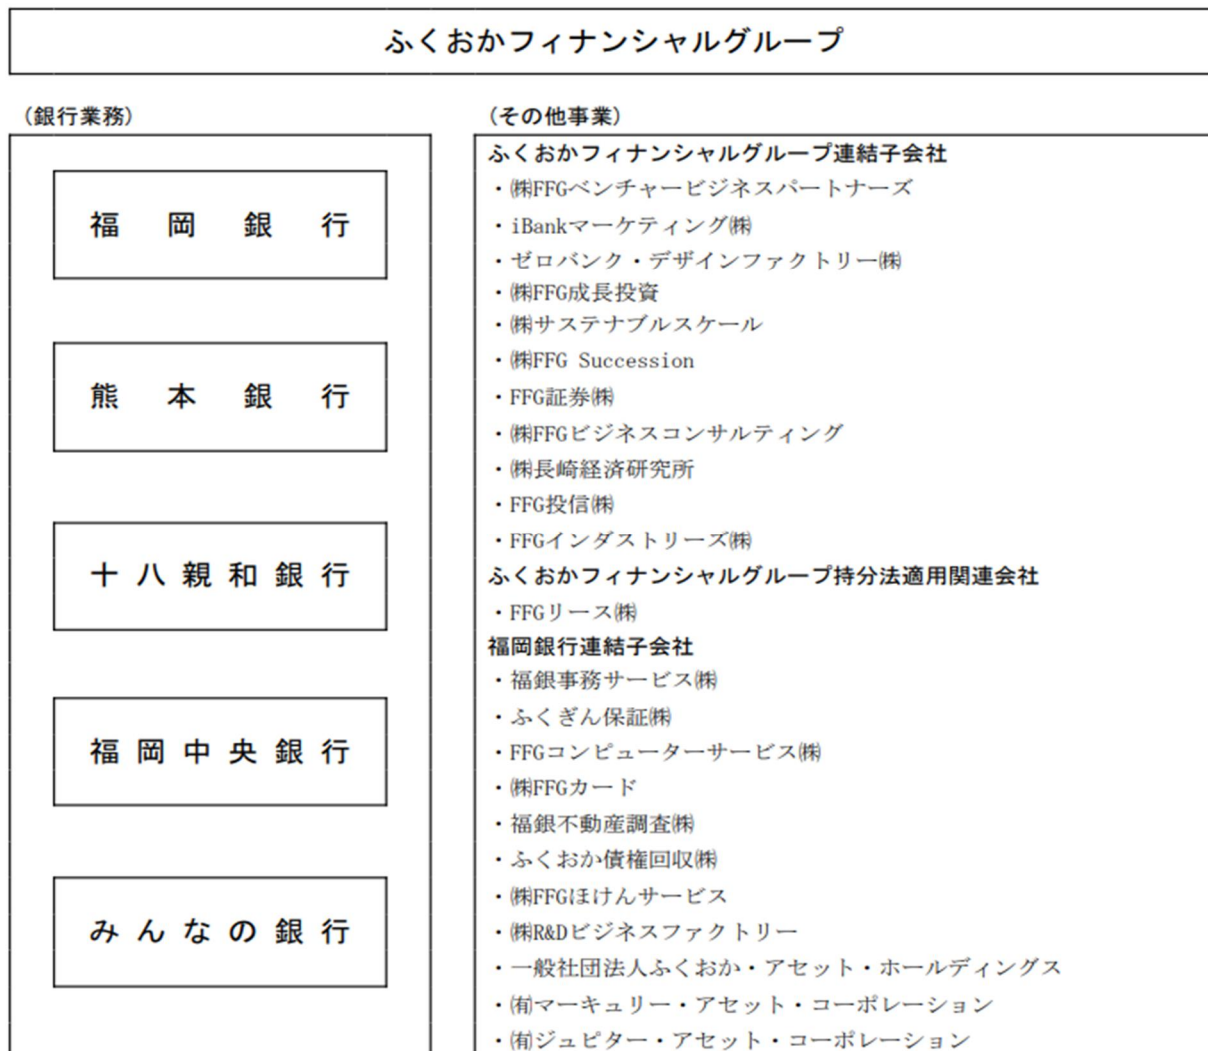 ふくおかフィナンシャルグループ
(銀行業務)
福岡銀行
熊本銀行
十八親和銀行
福岡中央銀行
みんなの銀行
(その他事業)
ふくおかフィナンシャルグループ連結子会社
・㈱FFGベンチャービジネスパートナーズ
・iBankマーケティング㈱
・ゼロバンク・デザインファクトリー㈱
・㈱FFG成長投資
・㈱サステナブルスケール
・㈱FFG Succession
・FFG証券㈱
・㈱FFGビジネスコンサルティング
・㈱長崎経済研究所
・FFG投信㈱
・FFGインダストリーズ㈱
ふくおかフィナンシャルグループ持分法適用関連会社
・FFGリース㈱
福岡銀行連結子会社
・福銀事務サービス㈱
・ふくぎん保証㈱
・FFGコンピューターサービス㈱
・㈱FFGカード
・福銀不動産調査㈱
・ふくおか債権回収㈱
・㈱FFGほけんサービス
・㈱R&Dビジネスファクトリー
・一般社団法人ふくおか・アセット・ホールディングス
・㈲マーキュリー・アセット・コーポレーション
・㈲ジュピター・アセット・コーポレーション